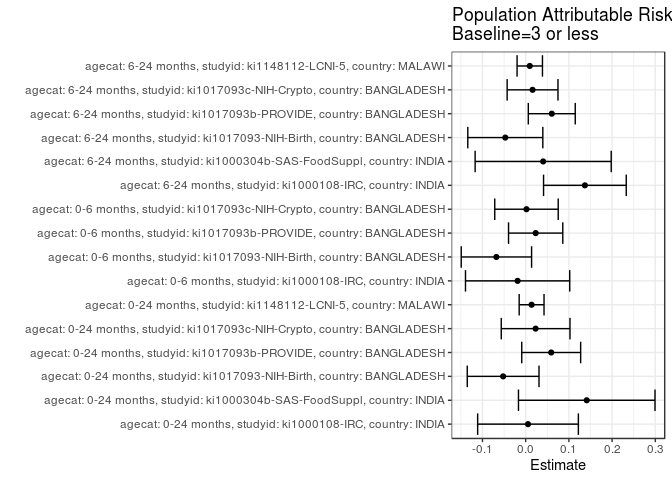 Population Attributable Risk
Baseline=3 or less
agecat: 6-24 months, studyid: ki1148112-LCNI-5, country: MALAWI
agecat: 6-24 months, studyid: ki1017093c-NIH-Crypto, country: BANGLADESH
agecat: 6-24 months, studyid: ki1017093b-PROVIDE, country: BANGLADESH
agecat: 6-24 months, studyid: ki1017093-NIH-Birth, country: BANGLADESH
agecat: 6-24 months, studyid: ki1000304b-SAS-FoodSuppl, country: INDIA
agecat: 6-24 months, studyid: ki1000108-IRC, country: INDIA
agecat: 0-6 months, studyid: ki1017093c-NIH-Crypto, country: BANGLADESH
agecat: 0-6 months, studyid: ki1017093b-PROVIDE, country: BANGLADESH
agecat: 0-6 months, studyid: ki1017093-NIH-Birth, country: BANGLADESH
agecat: 0-6 months, studyid: ki1000108-IRC, country: INDIA
agecat: 0-24 months, studyid: ki1148112-LCNI-5, country: MALAWI
agecat: 0-24 months, studyid: ki1017093c-NIH-Crypto, country: BANGLADESH
agecat: 0-24 months, studyid: ki1017093b-PROVIDE, country: BANGLADESH
agecat: 0-24 months, studyid: ki1017093-NIH-Birth, country: BANGLADESH
agecat: 0-24 months, studyid: ki1000304b-SAS-FoodSuppl, country: INDIA
agecat: 0-24 months, studyid: ki1000108-IRC, country: INDIA
-0.1 0.0 0.1 0.2 0.3
Estimate